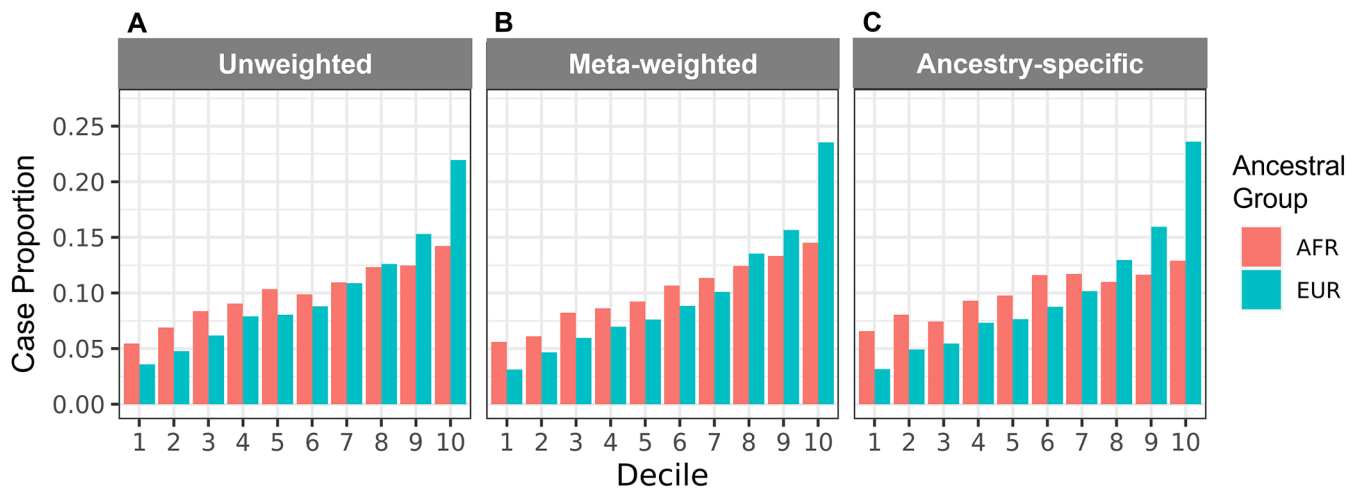 A B C
Unweighted Meta-weighted Ancestry-specific
Case Proportion
0.25
0.20
0.15
0.10
0.05
0.00
1 2 3 4 5 6 7 8 9 10 1 2 3 4 5 6 7 8 9 10 1 2 3 4 5 6 7 8 9 10
Decile
Ancestral
Group
AFR
EUR